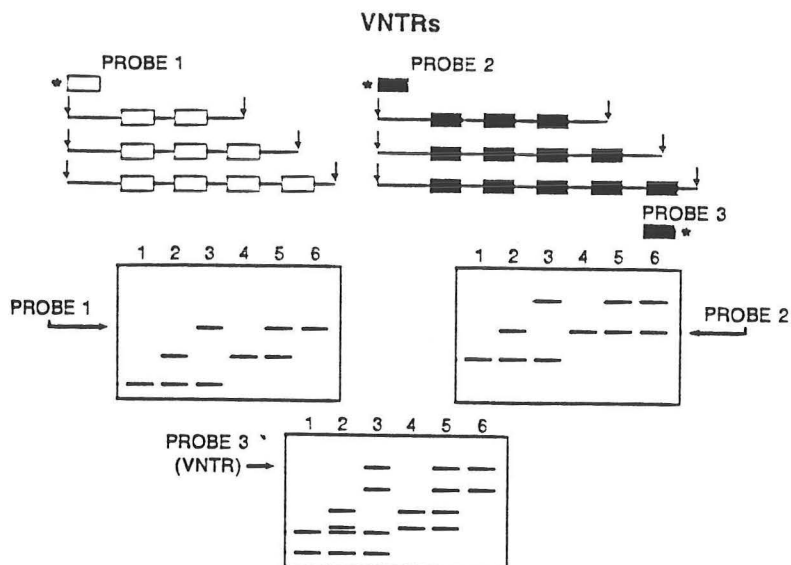 VNTRs
* PROBE 1
* PROBE 2
PROBE 3
*
1 2 3 4 5 6
PROBE 1
1 2 3 4 5 6
PROBE 2
1 2 3 4 5 6
PROBE 3
(VNTR)